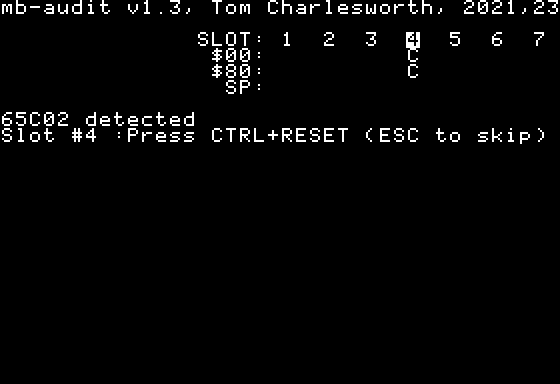 mb-audit v1.3, Tom Charlesworth, 2021,23
SLOT: 1 2 3 4 5 6 7
$00: C
$80: C
SP:
65C02 detected
Slot #4 :Press CTRL+RESET (ESC to skip)